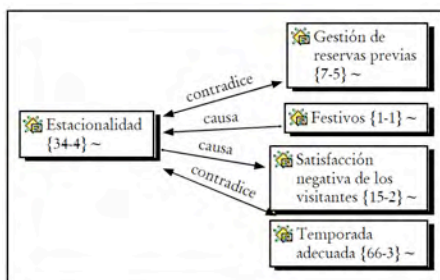 Gestión de
reservas previas
{7-5} ~
contradice
causa
Festivos {1-1} ~
Estacionalidad
{34-4} ~
causa
Satisfacción
negativa de los
visitantes {15-2} ~
contradice
Temporada
adecuada {66-3} ~